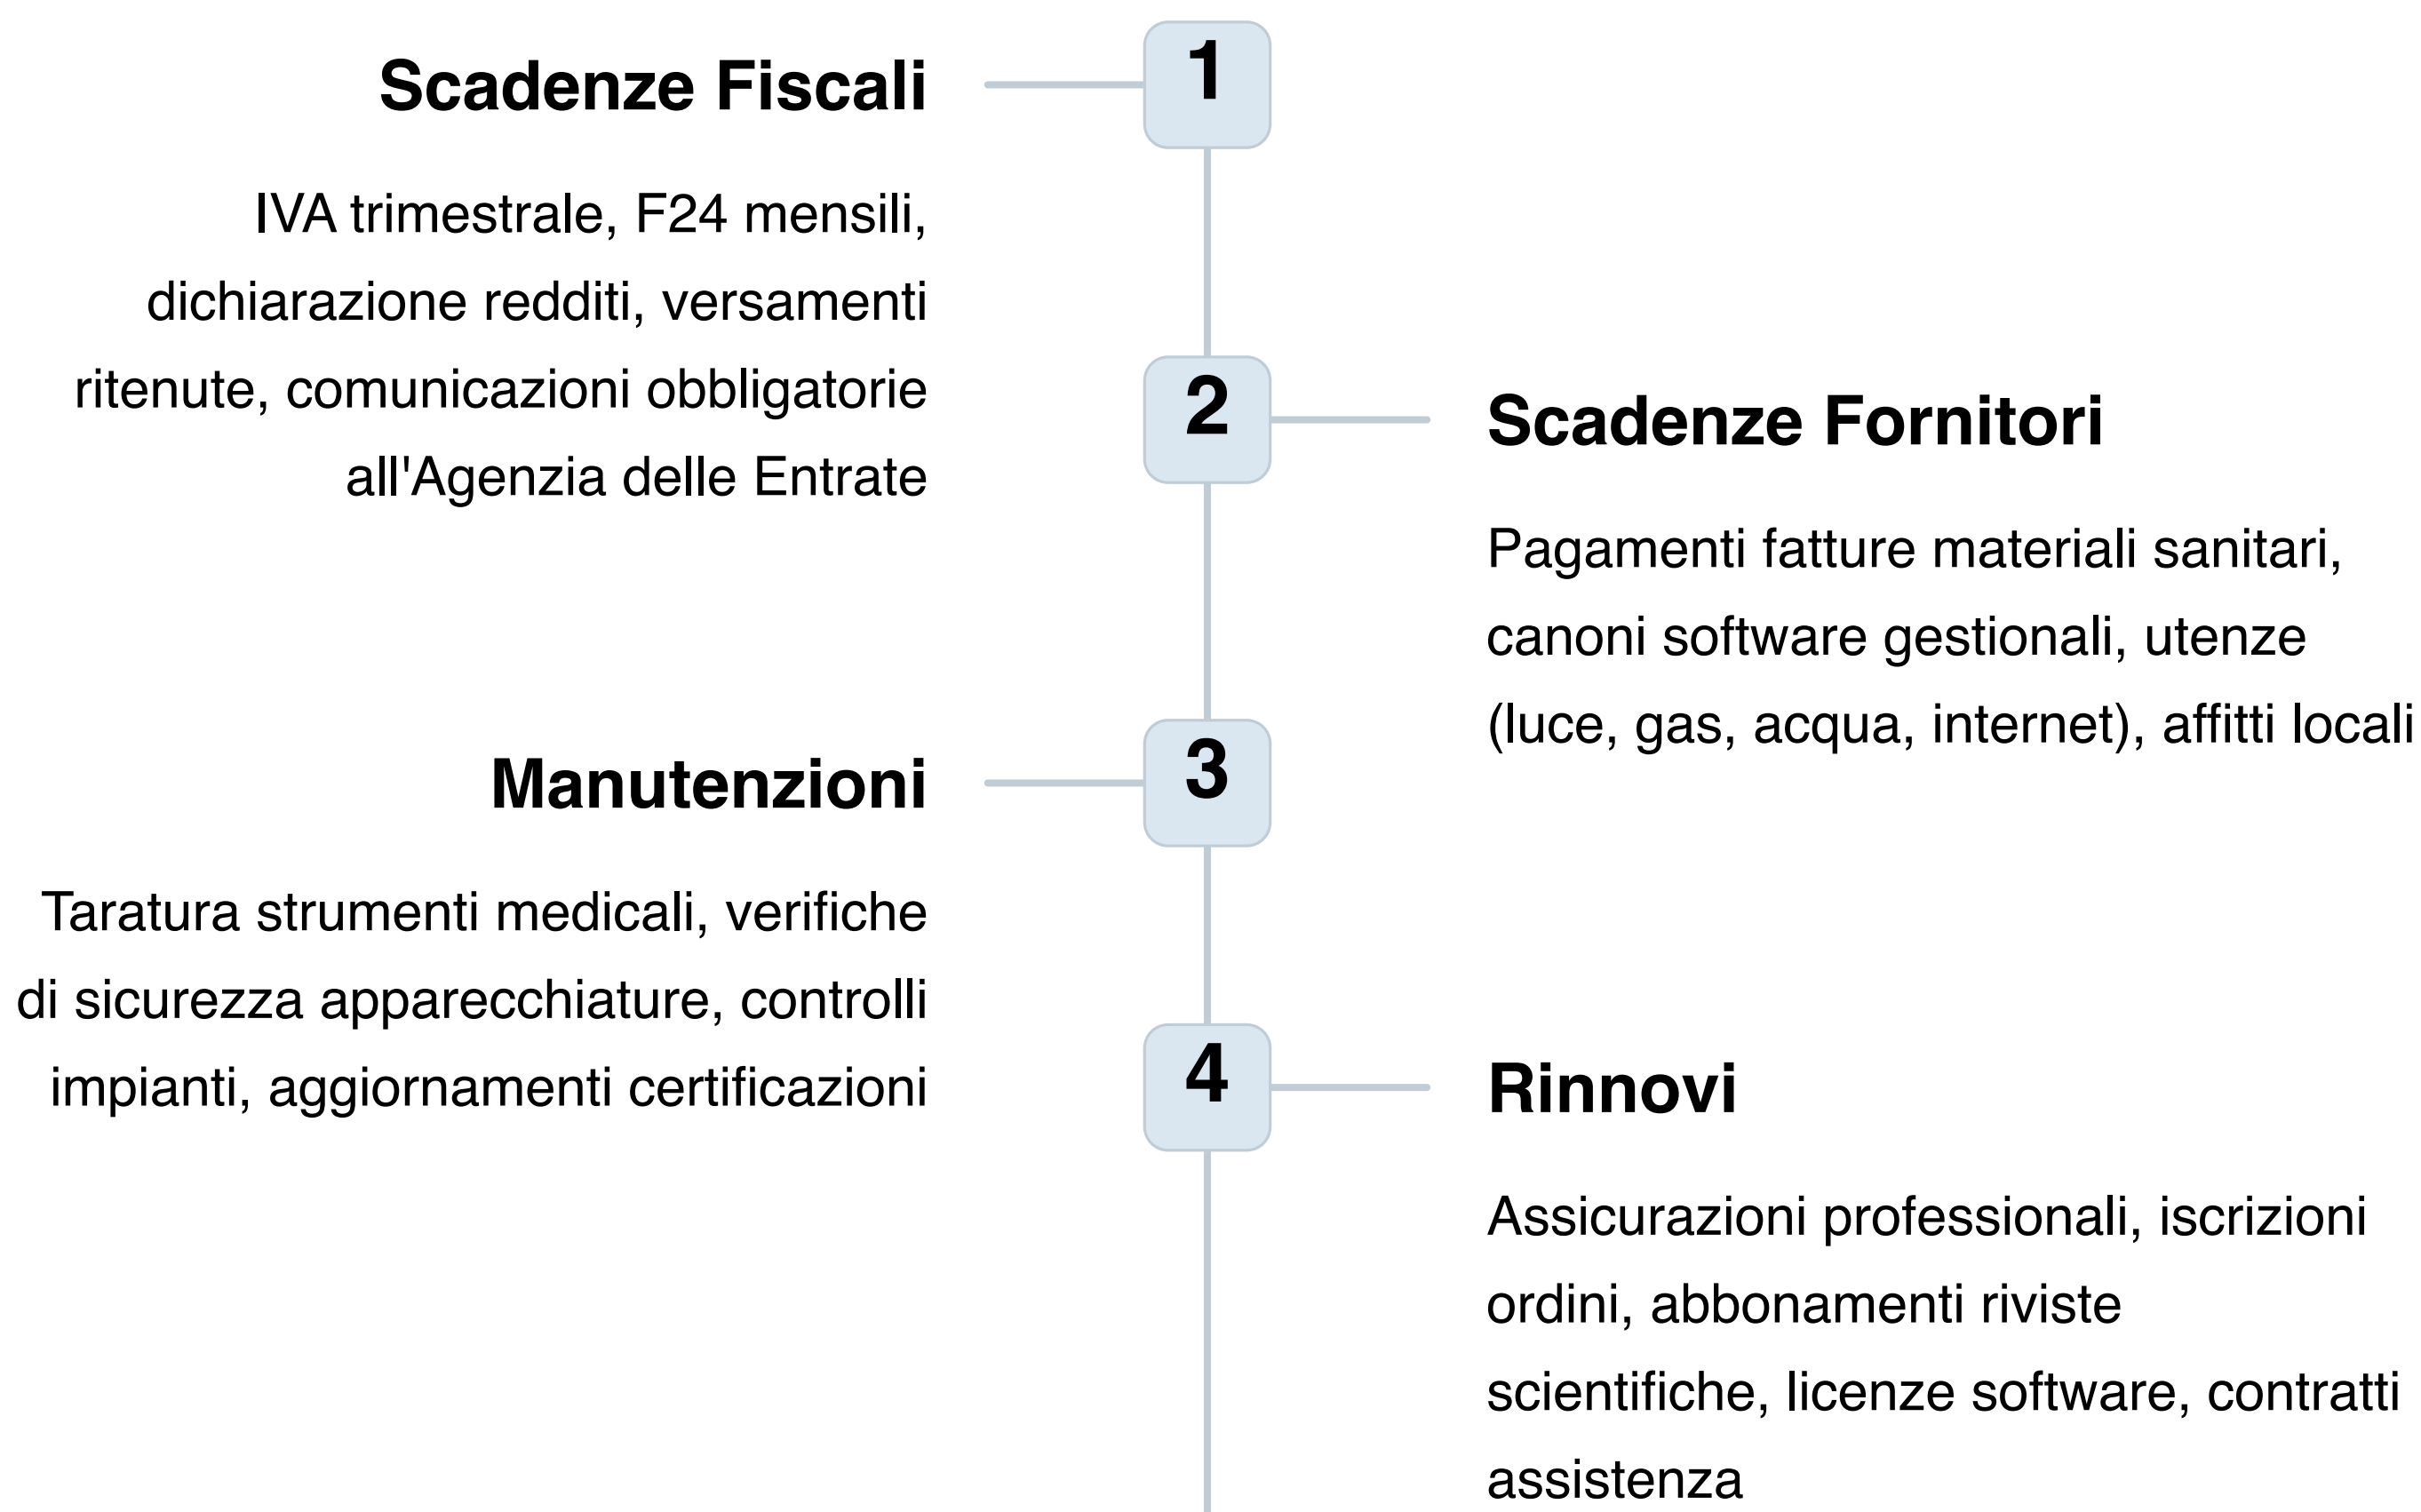 1
Scadenze Fiscali
IVA trimestrale, F24 mensili,
dichiarazione redditi, versamenti
ritenute, comunicazioni obbligatorie
all'Agenzia delle Entrate
2
Scadenze Fornitori
Pagamenti fatture materiali sanitari,
canoni software gestionali, utenze
(luce, gas, acqua, internet), affitti locali
3
Manutenzioni
Taratura strumenti medicali, verifiche
di sicurezza apparecchiature, controlli
impianti, aggiornamenti certificazioni
4
Rinnovi
Assicurazioni professionali, iscrizioni
ordini, abbonamenti riviste
scientifiche, licenze software, contratti
assistenza